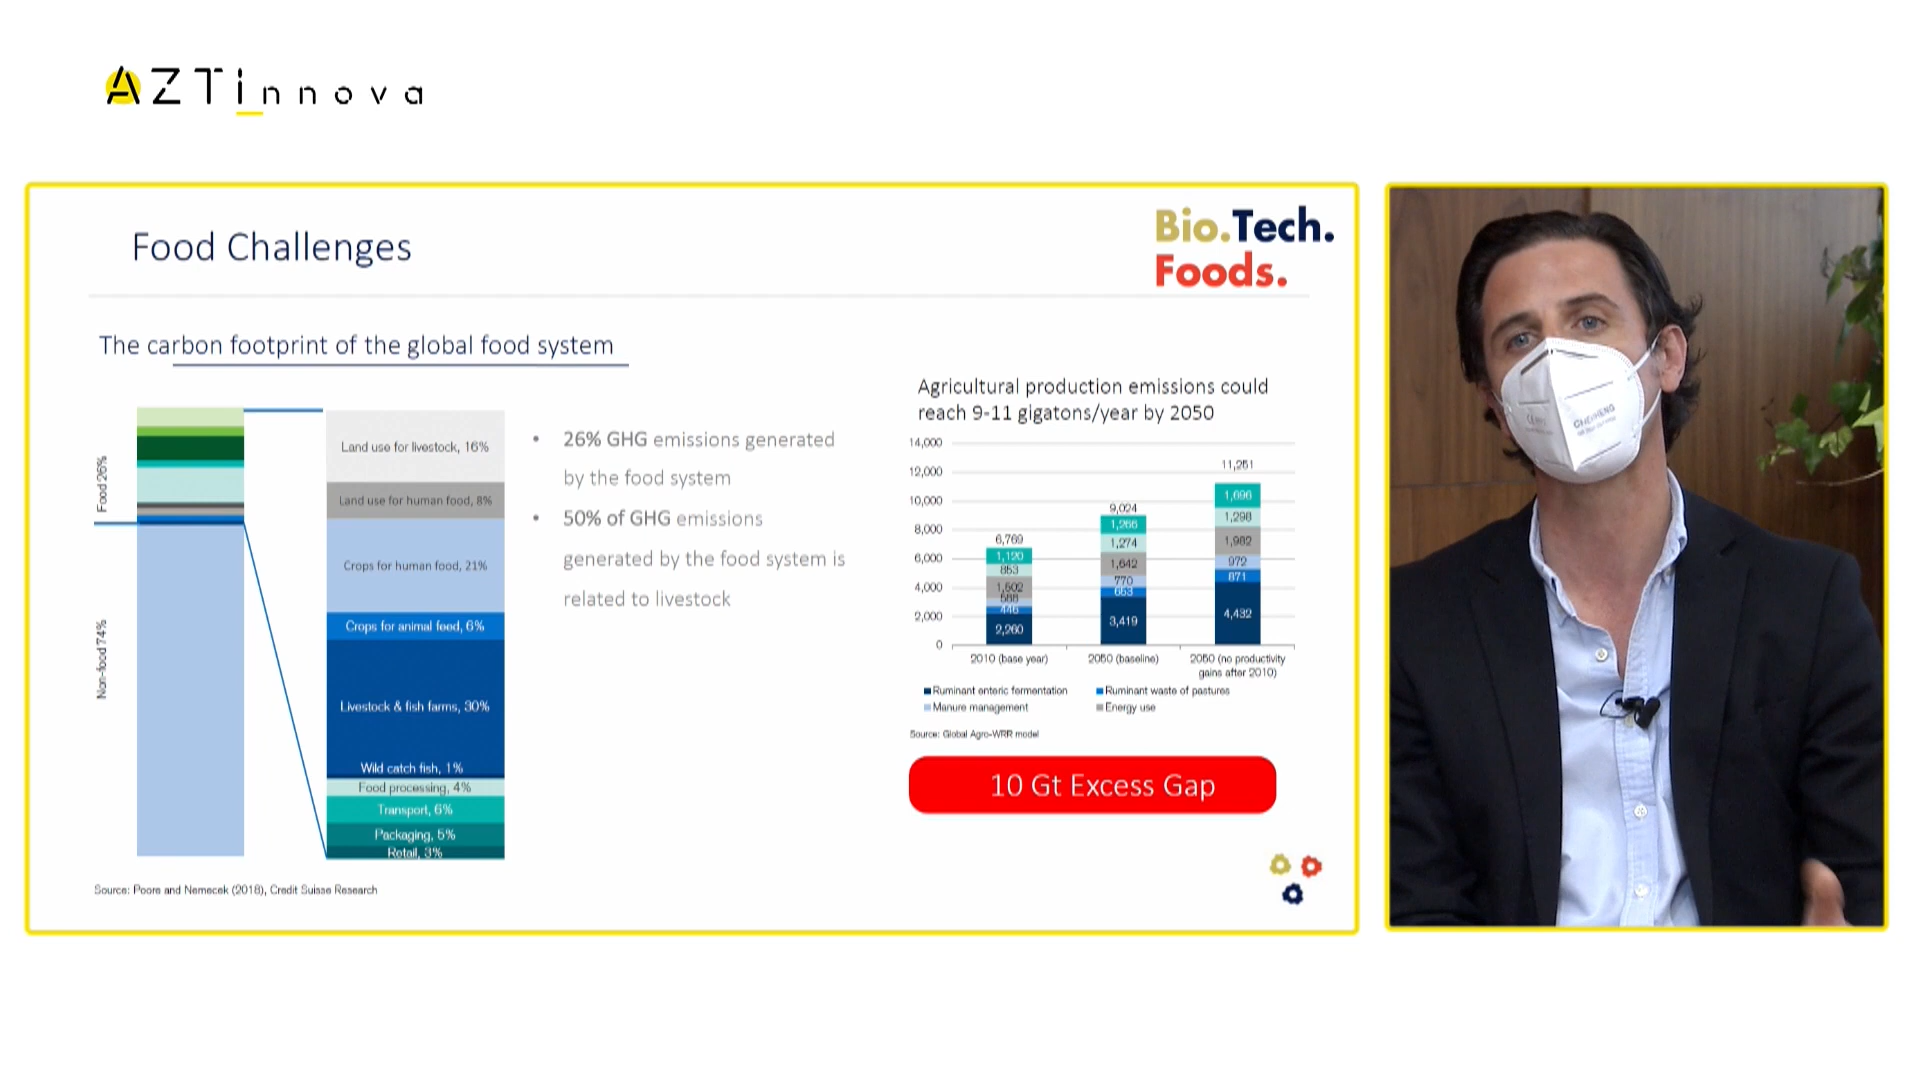 AZTinnova
Food Challenges
Bio.Tech.
Foods.
The carbon footprint of the global food system
Food 26%
Non-food 74%
Land use for livestock, 16%
Land use for human food, 8%
Crops for human food, 21%
Crops for animal feed, 6%
Livestock & fish farms, 30%
Wild catch fish, 1%
Food processing, 4%
Transport, 6%
Packaging, 5%
Retail, 3%
Source: Poore and Nemecek (2018), Credit Suisse Research
• 26% GHG emissions generated
by the food system
• 50% of GHG emissions
generated by the food system is
related to livestock
Agricultural production emissions could
reach 9-11 gigatons/year by 2050
14,000
12,000
10,000
8,000
6,000
4,000
2,000
0
6,769
1,120
853
1,502
588
446
2,260
9,024
1,266
1,274
1,642
770
653
3,419
11,251
1,696
1,298
1,982
972
871
4,432
2010 (base year)
2050 (baseline)
2050 (no productivity
gains after 2010)
Ruminant enteric fermentation
Ruminant waste of pastures
Manure management
Energy use
Source: Global Agro-WRR model
10 Gt Excess Gap